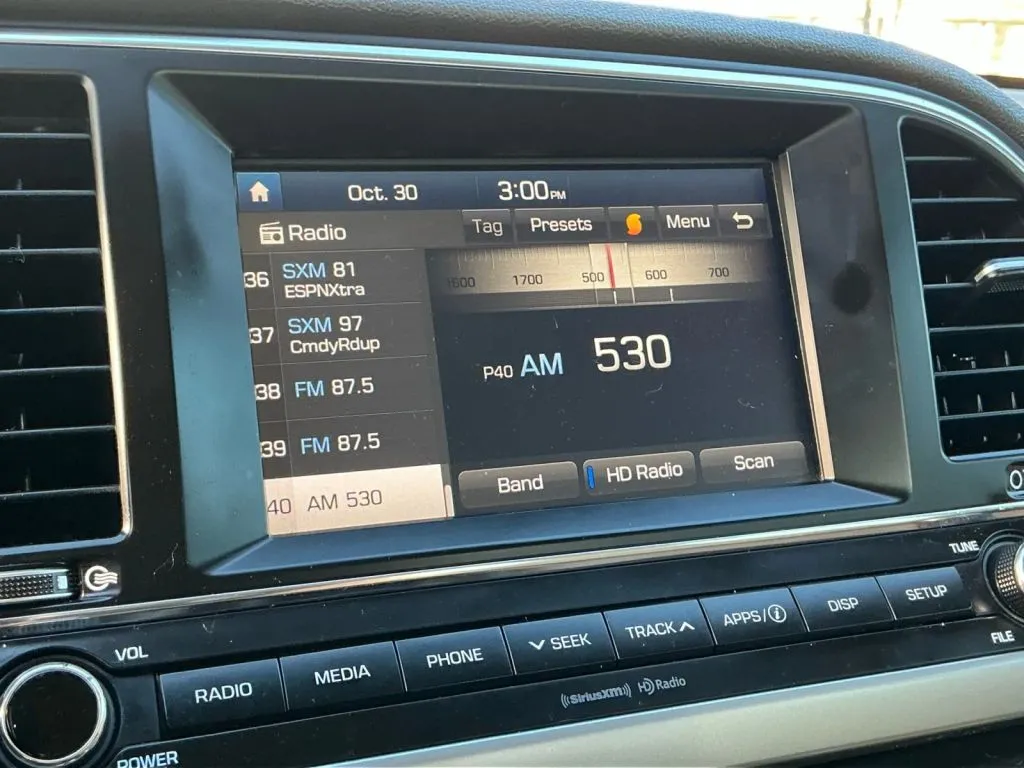 Oct. 30 3:00PM
Radio Tag Presets Menu
36 SXM 81
ESPNXtra
1600 1700 500 600 700
37 SXM 97
CmdyRdup
P40 AM 530
38 FM 87.5
39 FM 87.5
40 AM 530
Band HD Radio Scan
TUNE
VOL
RADIO MEDIA PHONE SEEK TRACK APPS/i DISP SETUP
FILE
((SiriusXM)) HD Radio
POWER